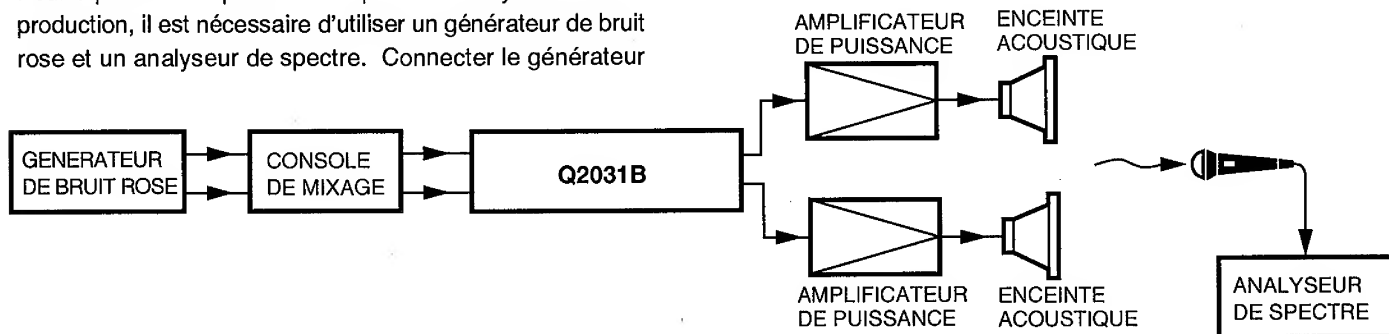 production, il est nécessaire d'utiliser un générateur de bruit
rose et un analyseur de spectre. Connecter le générateur
AMPLIFICATEUR
DE PUISSANCE
ENCEINTE
ACOUSTIQUE
GENERATEUR
DE BRUIT ROSE
CONSOLE
DE MIXAGE
Q2031B
AMPLIFICATEUR
DE PUISSANCE
ENCEINTE
ACOUSTIQUE
ANALYSEUR
DE SPECTRE